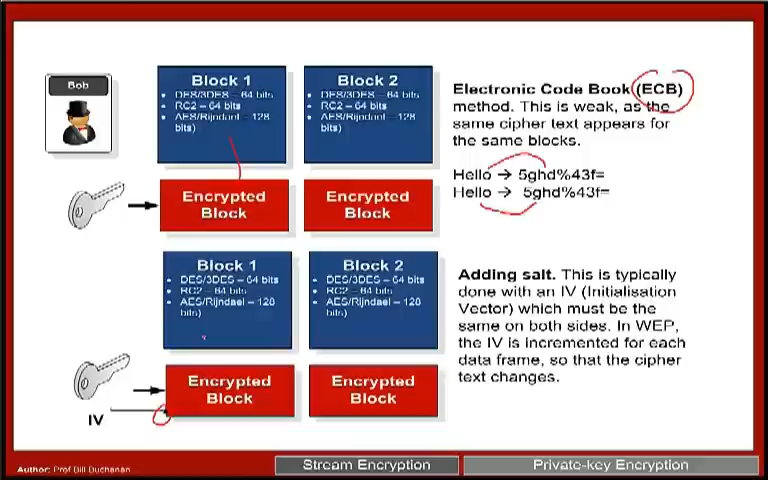 Bob
Block 1
• DES/3DES – 64 bits
• RC2 – 64 bits
• AES/Rijndael – 128
bits)
Block 2
• DES/3DES – 64 bits
• RC2 – 64 bits
• AES/Rijndael – 128
bits)
Electronic Code Book (ECB)
method. This is weak, as the
same cipher text appears for
the same blocks.
Hello → 5ghd%43f=
Hello → 5ghd%43f=
Encrypted
Block
Encrypted
Block
Block 1
• DES/3DES – 64 bits
• RC2 – 64 bits
• AES/Rijndael – 128
bits)
Block 2
• DES/3DES – 64 bits
• RC2 – 64 bits
• AES/Rijndael – 128
bits)
Adding salt. This is typically
done with an IV (Initialisation
Vector) which must be the
same on both sides. In WEP,
the IV is incremented for each
data frame, so that the cipher
text changes.
Encrypted
Block
Encrypted
Block
IV
Author: Prof Bill Buchanan
Stream Encryption
Private-key Encryption